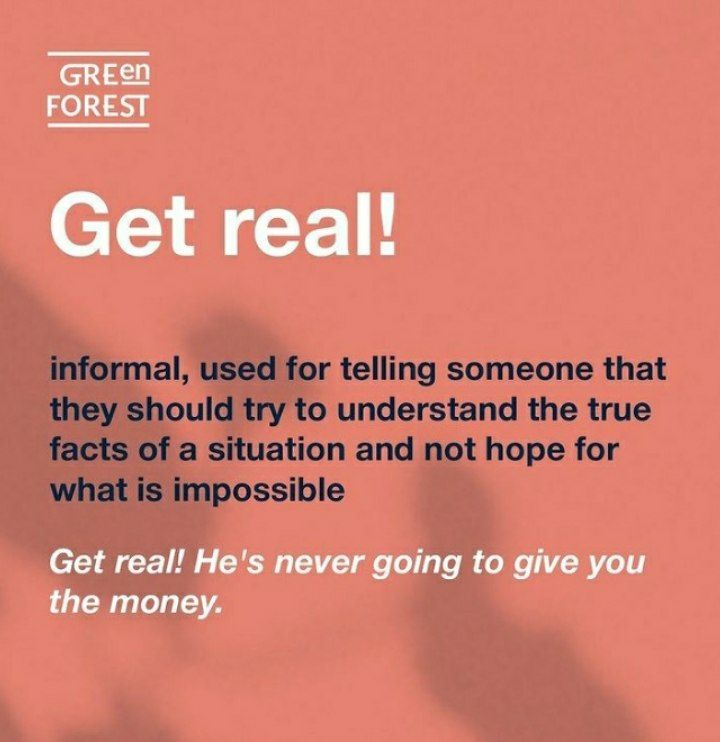 GREen
FOREST
Get real!
informal, used for telling someone that
they should try to understand the true
facts of a situation and not hope for
what is impossible
Get real! He's never going to give you
the money.